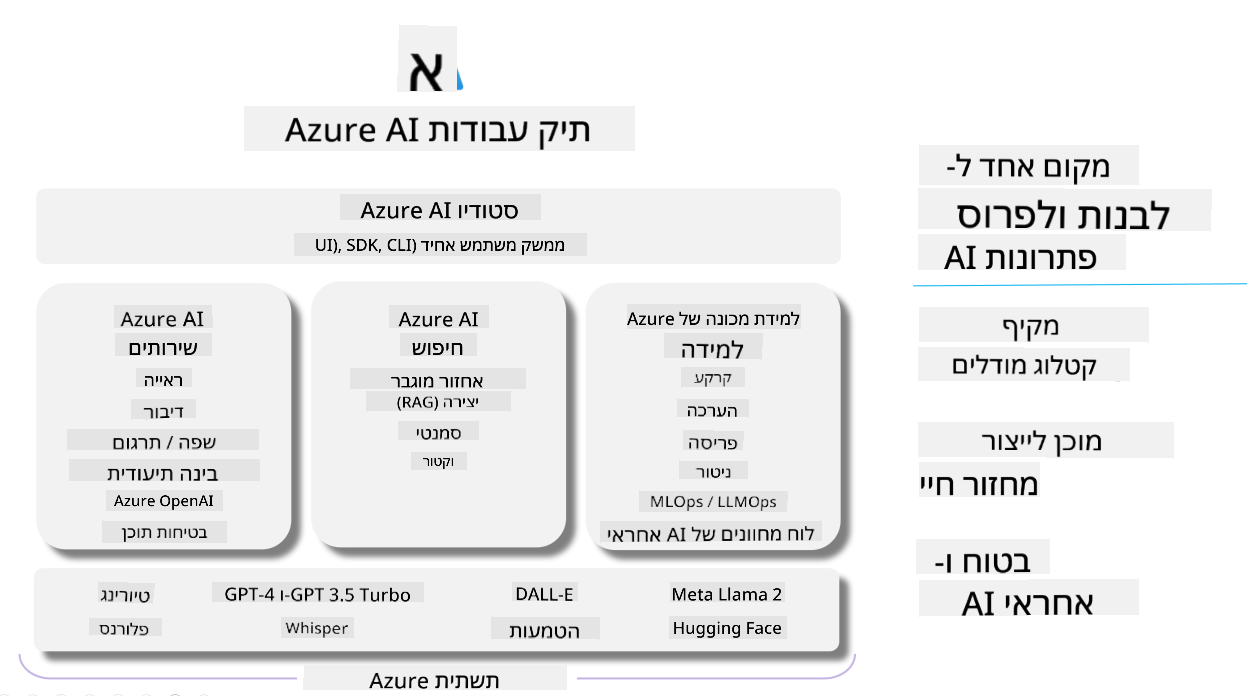 א
תיק עבודות Azure AI
סטודיו Azure AI
ממשק משתמש אחיד (UI), SDK, CLI
Azure AI
שירותים
ראייה
דיבור
שפה / תרגום
בינה תיעודית
Azure OpenAI
בטיחות תוכן
Azure AI
חיפוש
אחזור מוגבר
יצירה (RAG)
סמנטי
וקטור
למידת מכונה של Azure
למידה
קרקע
הערכה
פריסה
ניטור
MLOps / LLMOps
לוח מחוונים של AI אחראי
טיורינג
GPT-4 ו-GPT 3.5 Turbo
DALL-E
Meta Llama 2
פלורנס
Whisper
הטמעות
Hugging Face
תשתית Azure
מקום אחד ל-
לבנות ולפרוס
פתרונות AI
מקיף
קטלוג מודלים
מוכן לייצור
מחזור חיי
בטוח ו-
אחראי AI